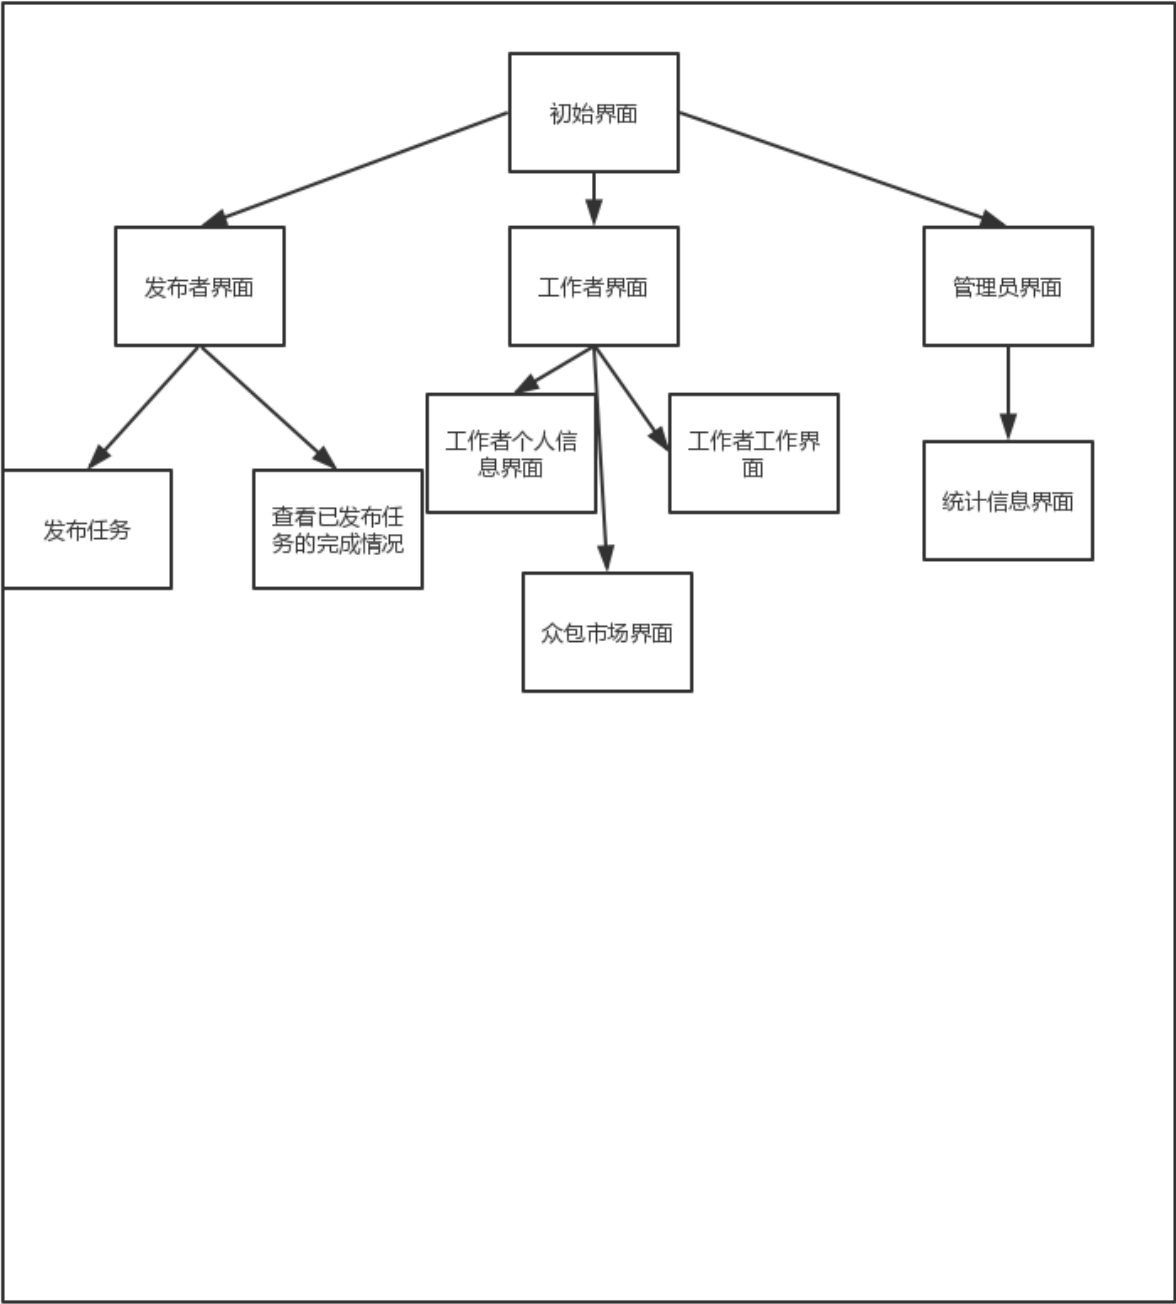 初始界面
发布者界面
工作者界面
管理员界面
工作者个人信
息界面
工作者工作界
面
发布任务
查看已发布任
务的完成情况
统计信息界面
众包市场界面